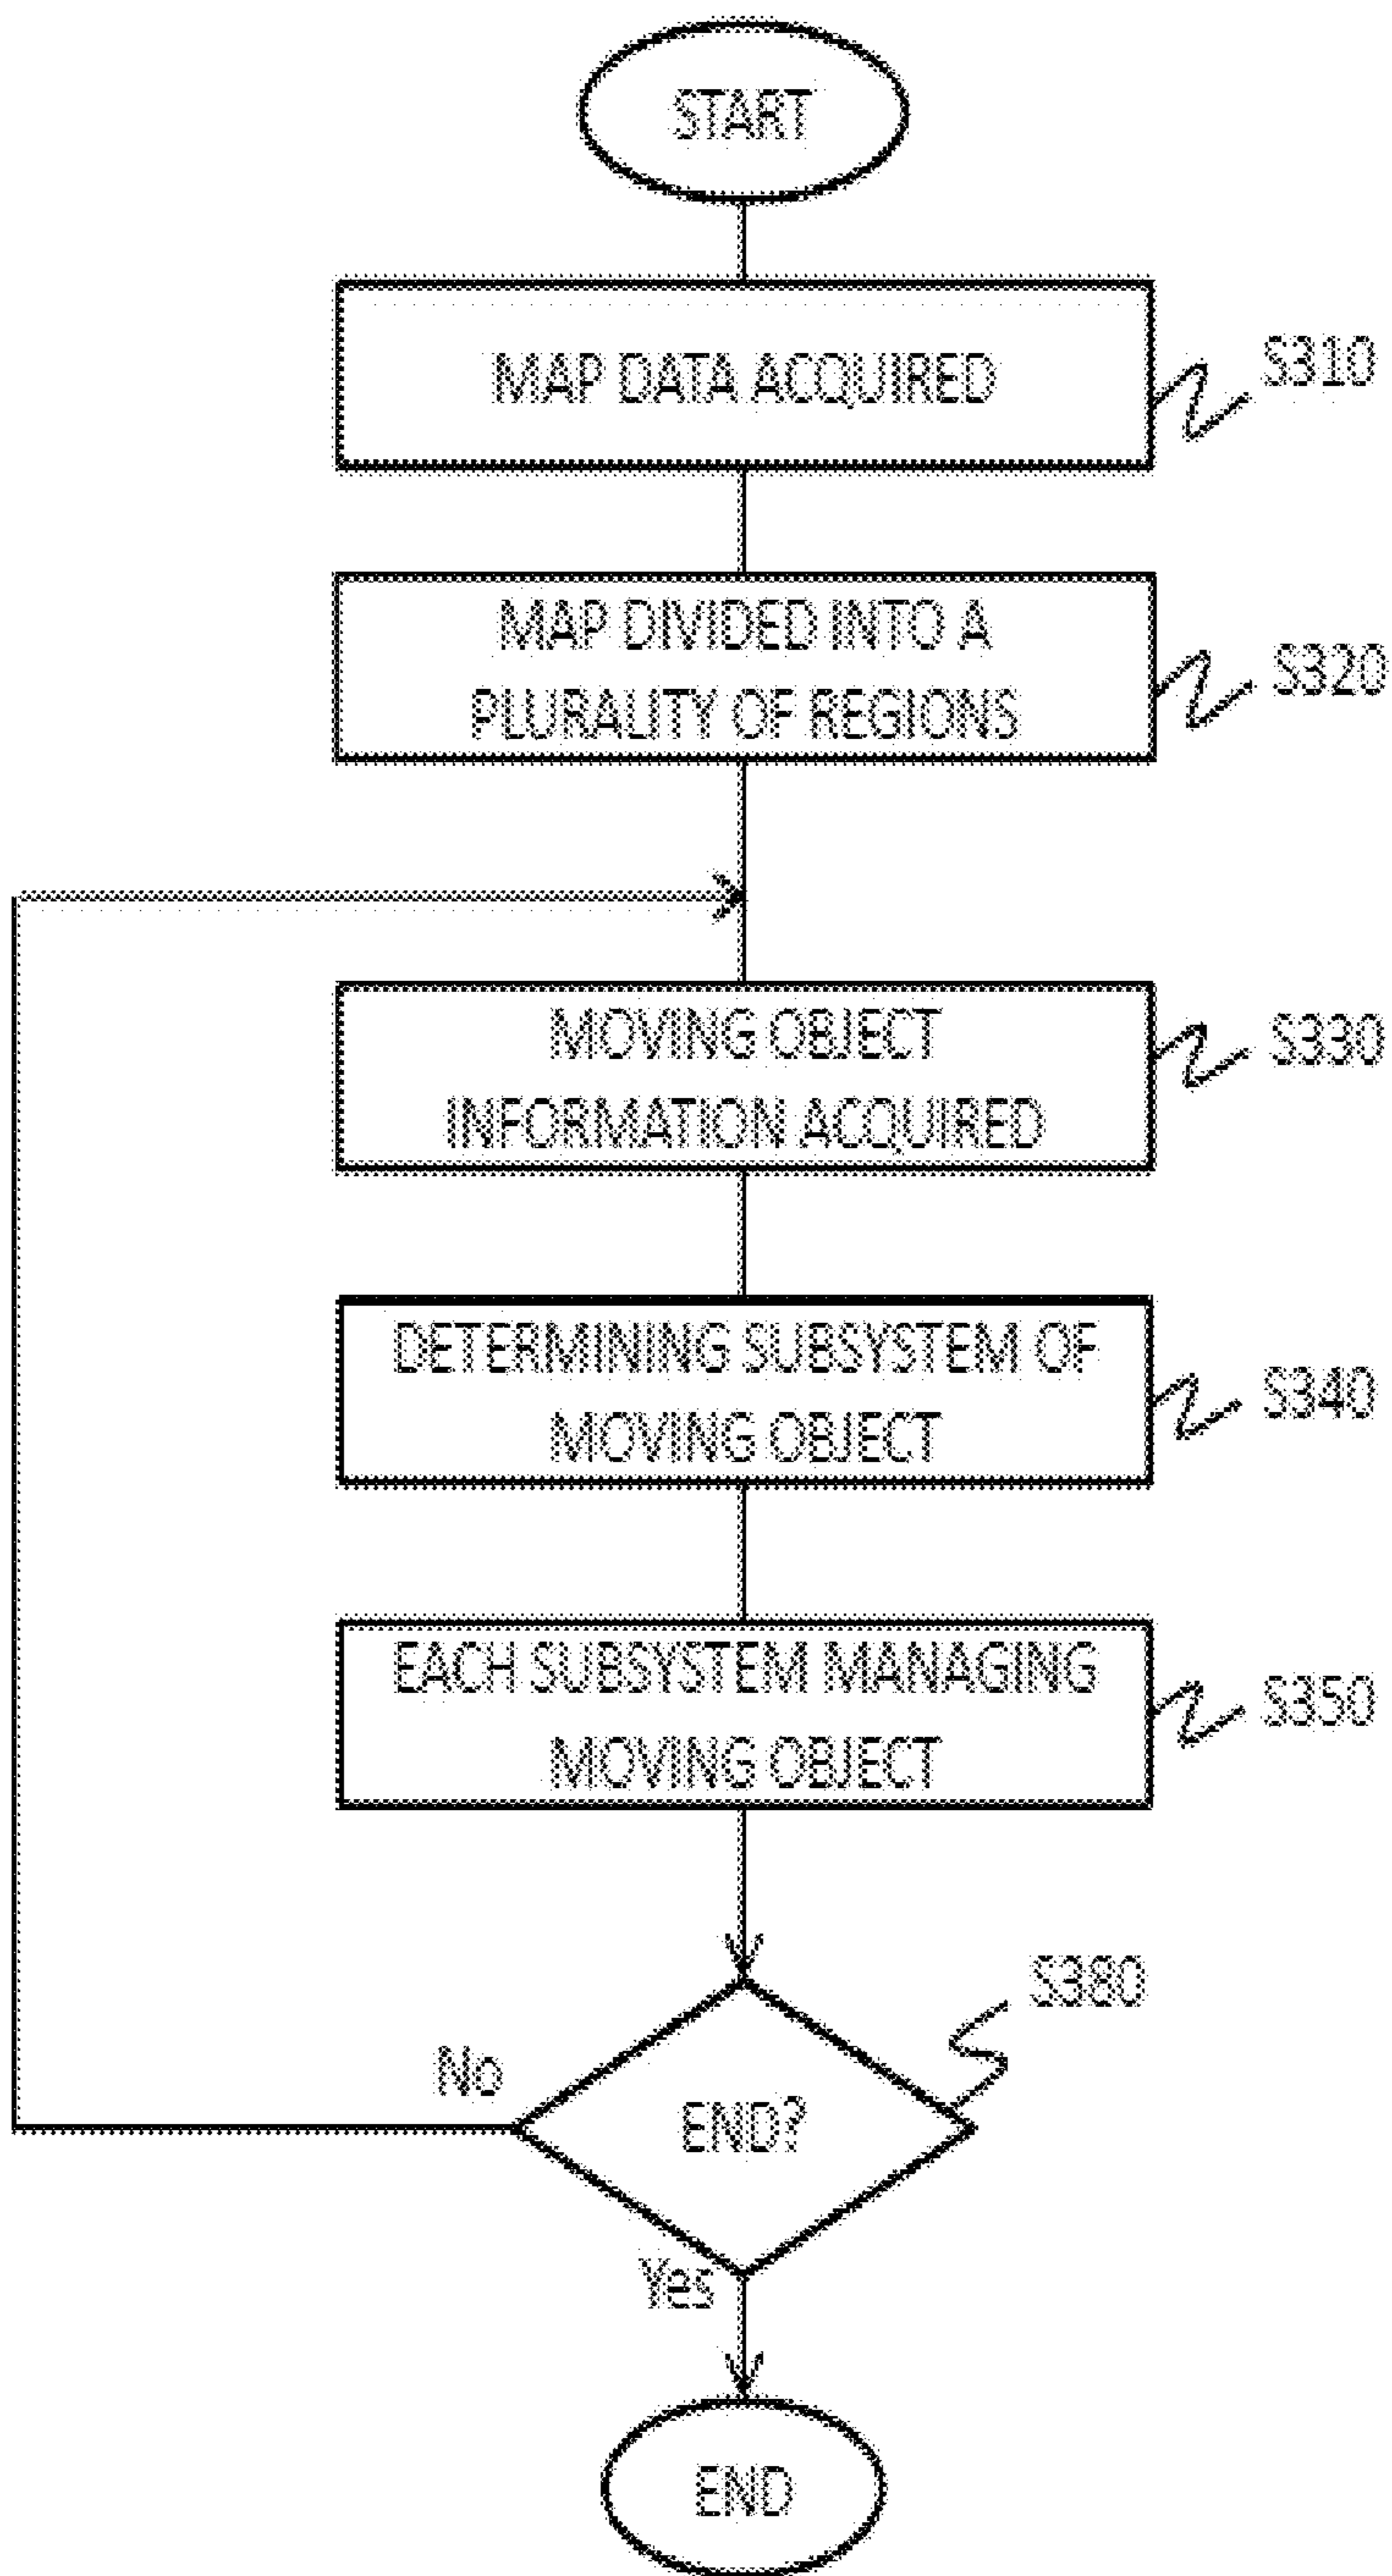 START
MAP DATA ACQUIRED
S310
MAP DIVIDED INTO A
PLURALITY OF REGIONS
S320
MOVING OBJECT
INFORMATION ACQUIRED
S330
DETERMINING SUBSYSTEM OF
MOVING OBJECT
S340
EACH SUBSYSTEM MANAGING
MOVING OBJECT
S350
S380
No
END?
Yes
END